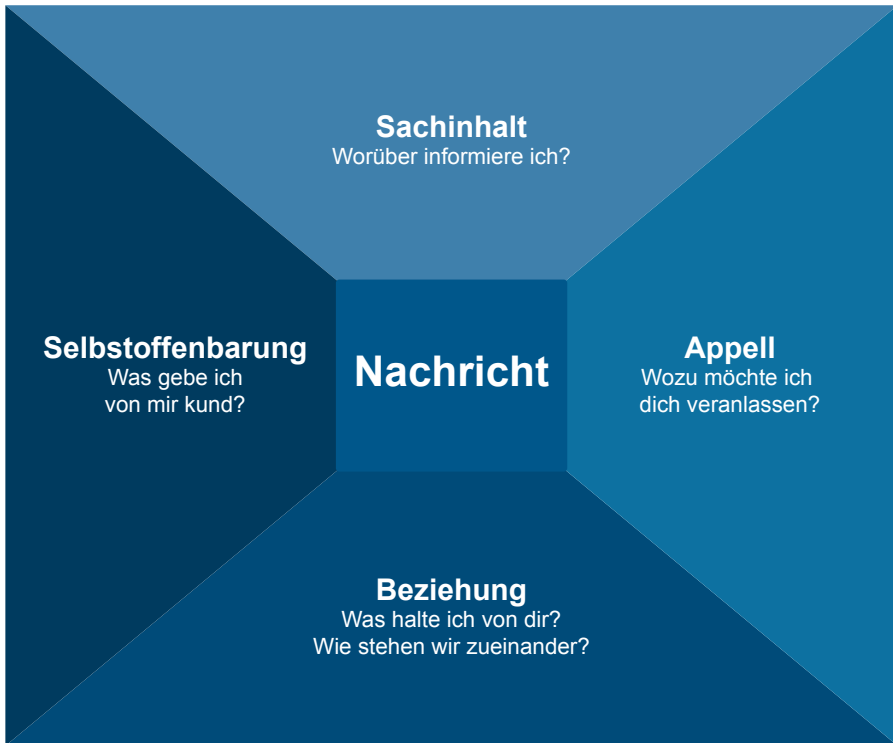 Sachinhalt
Worüber informiere ich?
Selbstoffenbarung
Was gebe ich
von mir kund?
Nachricht
Appell
Wozu möchte ich
dich veranlassen?
Beziehung
Was halte ich von dir?
Wie stehen wir zueinander?